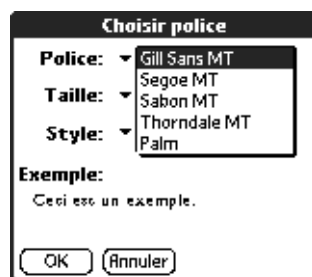 Choisir police
Police: Gill Sans MT
Segoe MT
Taille:
Sabon MT
Thorndale MT
Style:
Palm
Exemple:
Ceci est un exemple.
OK Annuler